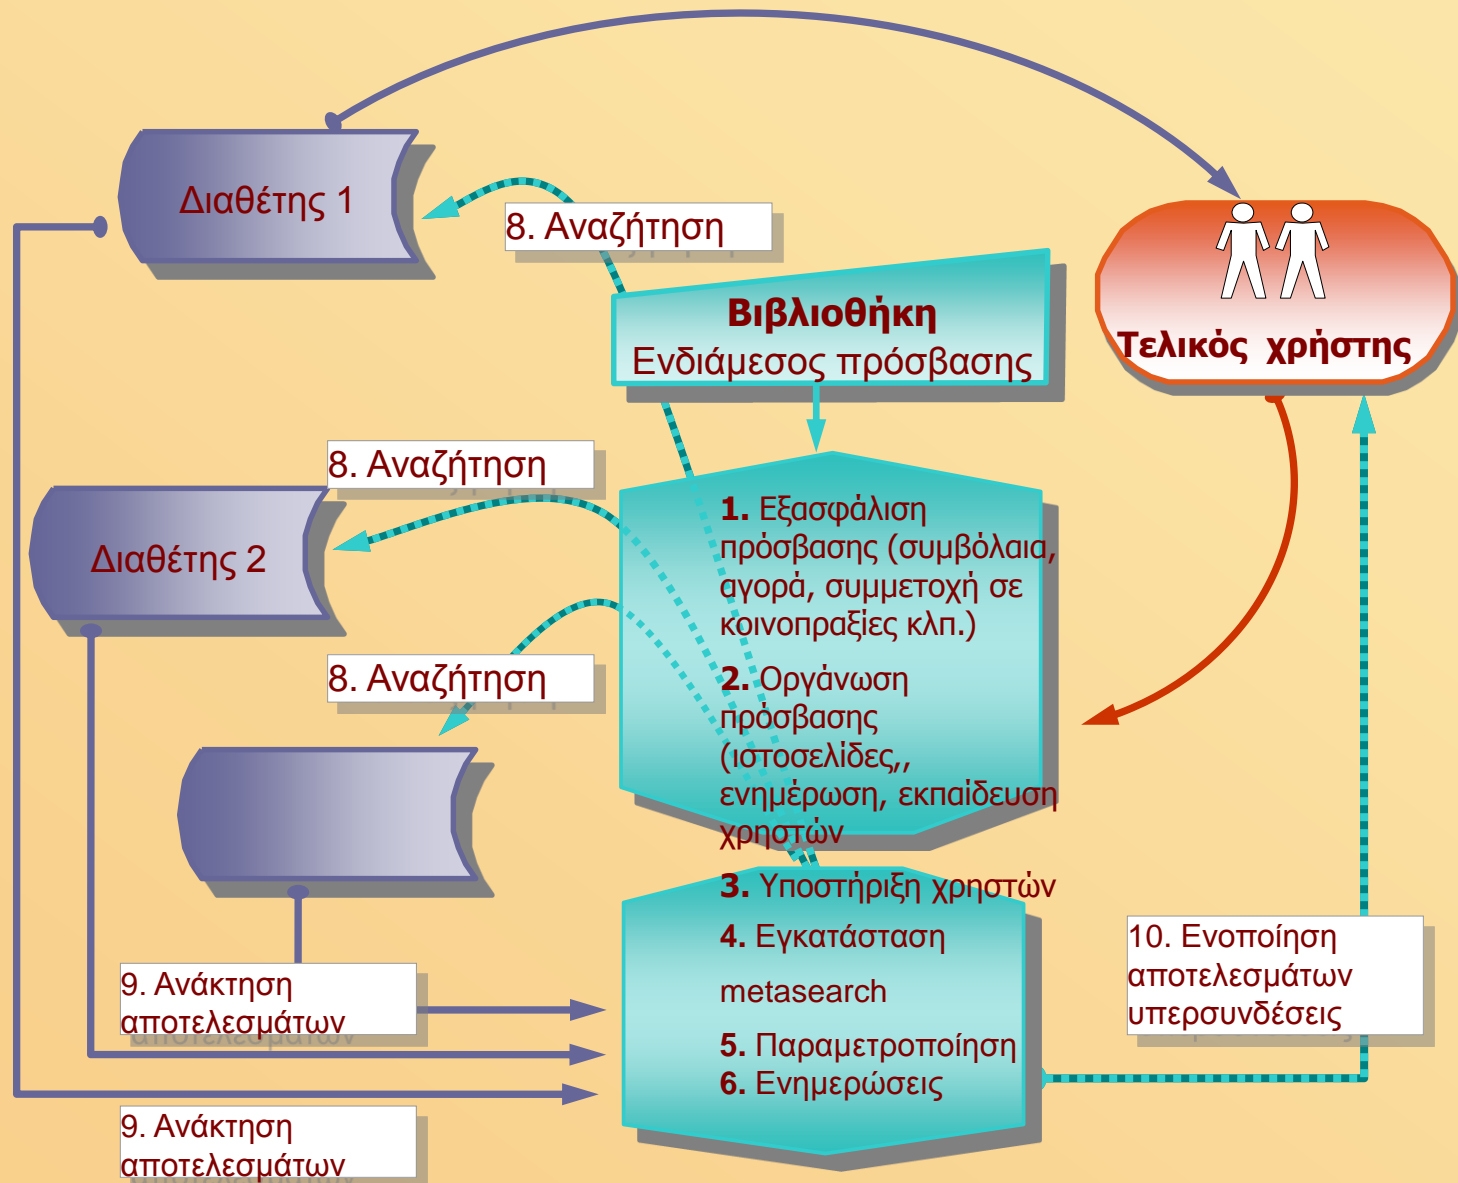 Διαθέτης 1
8. Αναζήτηση
Βιβλιοθήκη
Ενδιάμεσος πρόσβασης
Τελικός χρήστης
8. Αναζήτηση
Διαθέτης 2
8. Αναζήτηση
1. Εξασφάλιση
πρόσβασης (συμβόλαια,
αγορά, συμμετοχή σε
κοινοπραξίες κλπ.)
2. Οργάνωση
πρόσβασης
(ιστοσελίδες,,
ενημέρωση, εκπαίδευση
χρηστών
3. Υποστήριξη χρηστών
4. Εγκατάσταση
metasearch
5. Παραμετροποίηση
6. Ενημερώσεις
9. Ανάκτηση
αποτελεσμάτων
9. Ανάκτηση
αποτελεσμάτων
10. Ενοποίηση
αποτελεσμάτων
υπερσυνδέσεις